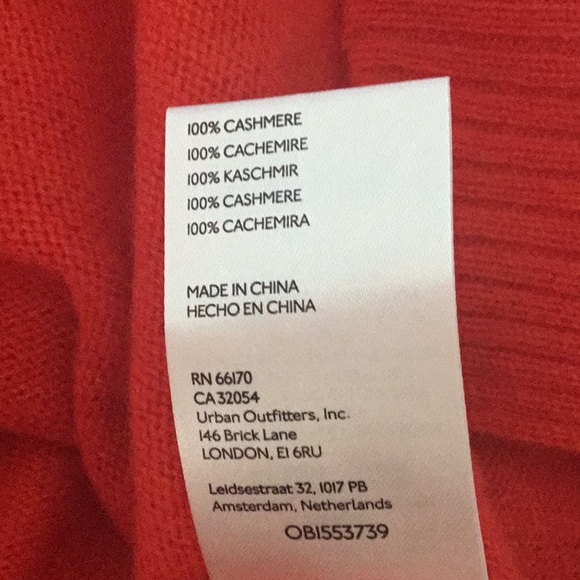 100% CASHMERE
100% CACHEMIRE
100% KASCHMIR
100% CASHMERE
100% CACHEMIRA
MADE IN CHINA
HECHO EN CHINA
RN 66170
CA 32054
Urban Outfitters, Inc.
146 Brick Lane
LONDON, E1 6RU
Leidsestraat 32, 1017 PB
Amsterdam, Netherlands
OB1553739